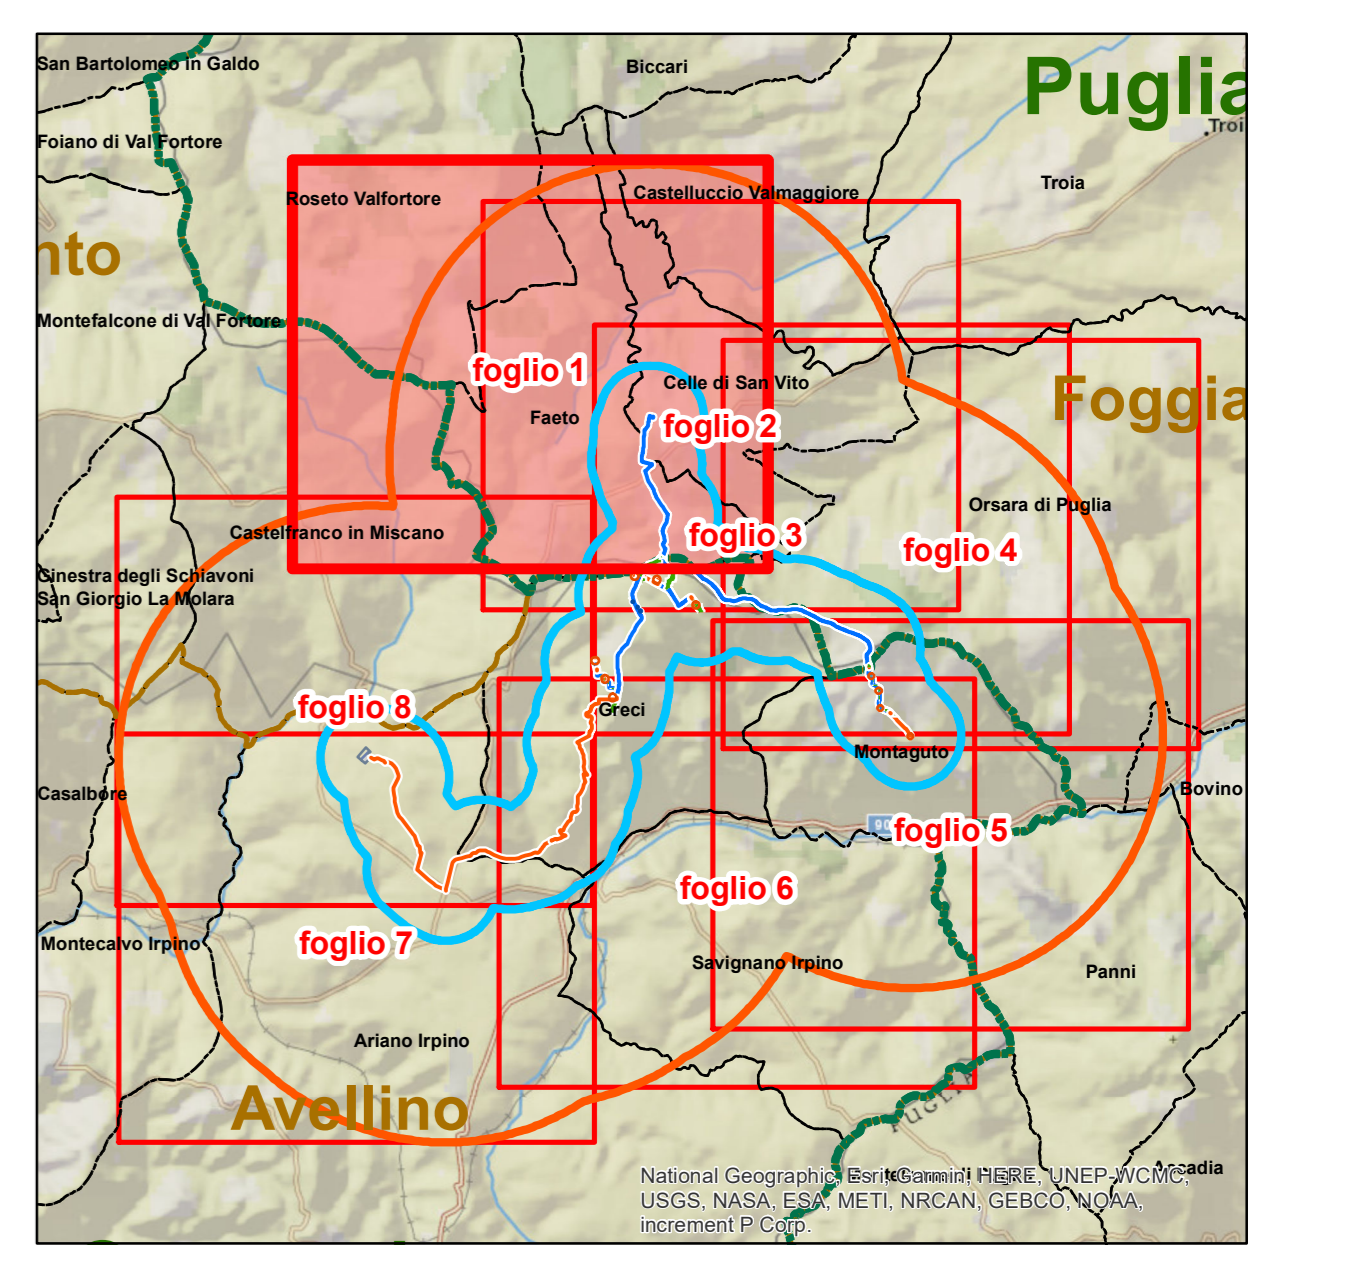 San Bartolomeo in Galdo
Biccari
Puglia
Troi
Foiano di Val Fortore
Troia
Roseto Valfortore
Castelluccio Valmaggiore
nto
Montefalcone di Val Fortore
foglio 1
Celle di San Vito
Foggia
Faeto
foglio 2
Orsara di Puglia
Castelfranco in Miscano
foglio 3
foglio 4
Ginestra degli Schiavoni
San Giorgio La Molara
foglio 8
Greci
Montaguto
Casalbore
Bovino
90
foglio 5
foglio 6
foglio 7
Montecalvo Irpino
Savignano Irpino
Panni
Ariano Irpino
Avellino
PUGLIA
Accadia
National Geographic, Esri, Garmin, HERE, UNEP-WCMC,
USGS, NASA, ESA, METI, NRCAN, GEBCO, NOAA,
increment P Corp.